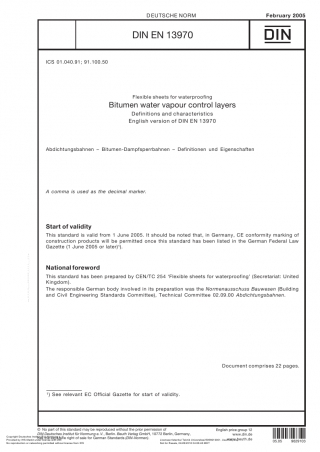 DEUTSCHE NORM
February 2005
DIN EN 13970
DIN
ICS 01.040.91; 91.100.50
Flexible sheets for waterproofing
Bitumen water vapour control layers
Definitions and characteristics
English version of DIN EN 13970
Abdichtungsbahnen – Bitumen-Dampfsperrbahnen – Definitionen und Eigenschaften
A comma is used as the decimal marker.
Start of validity
This standard is valid from 1 June 2005. It should be noted that, in Germany, CE conformity marking of
construction products will be permitted once this standard has been listed in the German Federal Law
Gazette (1 June 2005 or later)¹).
National foreword
This standard has been prepared by CEN/TC 254 'Flexible sheets for waterproofing' (Secretariat: United
Kingdom).
The responsible German body involved in its preparation was the Normenausschuss Bauwesen (Building
and Civil Engineering Standards Committee), Technical Committee 02.09.00 Abdichtungsbahnen.
Document comprises 22 pages.
¹) See relevant EC Official Gazette for start of validity.
© No part of this standard may be reproduced without the prior permission of
DIN Deutsches Institut für Normung e.V., Berlin. Beuth Verlag GmbH, 10772 Berlin, Germany,
has the exclusive right of sale for German Standards (DIN-Normen).
English price group
www.din.de
www.beuth.de